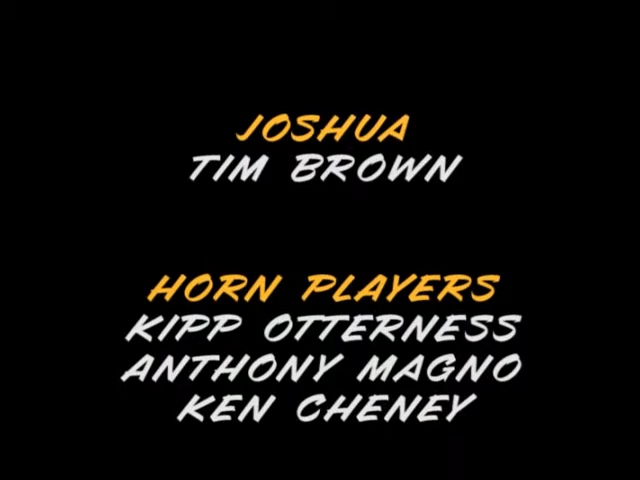 JOSHUA
TIM BROWN
HORN PLAYERS
KIPP OTTERNESS
ANTHONY MAGNO
KEN CHENEY